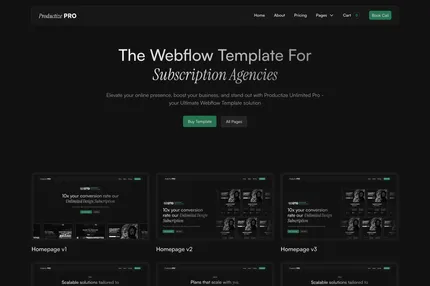 Productize PRO
Home About Pricing Pages Cart Book Call
The Webflow Template For
Subscription Agencies
Elevate your online presence, boost your business, and stand out with Productize Unlimited Pro -
your Ultimate Webflow Template solution
Buy Template All Pages
10x your conversion
rate our Unlimited Design
Subscription
10x your conversion
rate our Unlimited Design
Subscription
10x your conversion
rate our Unlimited Design
Subscription
Homepage v1 Homepage v2 Homepage v3
Scalable solutions tailored to
Plans that scale with you
Scalable solutions tailored to